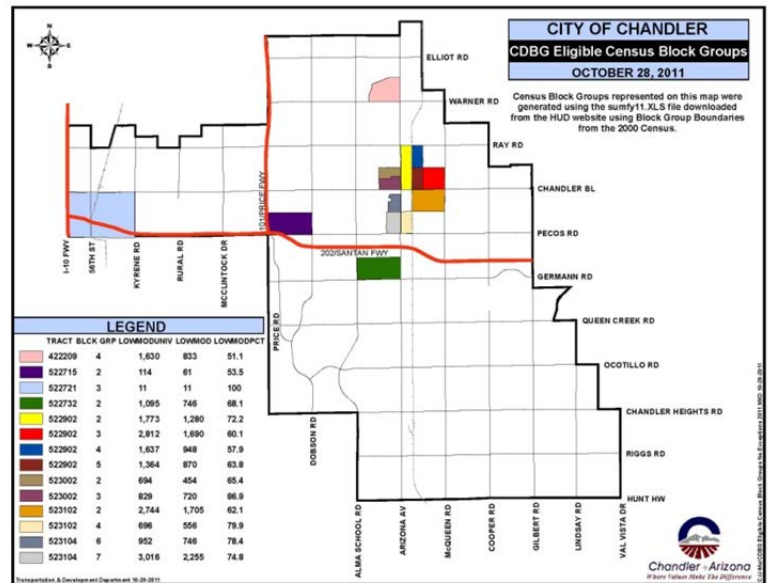 N
W E
S
CITY OF CHANDLER
CDBG Eligible Census Block Groups
OCTOBER 28, 2011
Census Block Groups represented on this map were
generated using the sumfy11.XLS file downloaded
from the HUD website using Block Group Boundaries
from the 2000 Census.
ELLIOT RD
WARNER RD
RAY RD
CHANDLER BL
PECOS RD
GERMANN RD
QUEEN CREEK RD
OCOTILLO RD
CHANDLER HEIGHTS RD
RIGGS RD
HUNT HW
101/PRICE FWY
202/SANTAN FWY
I-10 FWY
56TH ST
KYRENE RD
RURAL RD
MCCLINTOCK DR
PRICE RD
DOBSON RD
ALMA SCHOOL RD
ARIZONA AV
McQUEEN RD
COOPER RD
GILBERT RD
LINDSAY RD
VAL VISTA DR
LEGEND
TRACT BLCK GRP LOWMODUNIV LOWMOD LOWMODPCT
422209 4 1,630 833 51.1
522715 2 114 61 53.5
522721 3 11 11 100
522732 2 1,095 746 68.1
522902 2 1,773 1,280 72.2
522902 3 2,812 1,690 60.1
522902 4 1,637 948 57.9
522902 5 1,364 870 63.8
523002 2 694 454 65.4
523002 3 829 720 86.9
523102 2 2,744 1,705 62.1
523102 4 696 556 79.9
523104 6 952 746 78.4
523104 7 3,016 2,255 74.8
Transportation & Development Department 10-28-2011
Chandler Arizona
Where Values Make The Difference